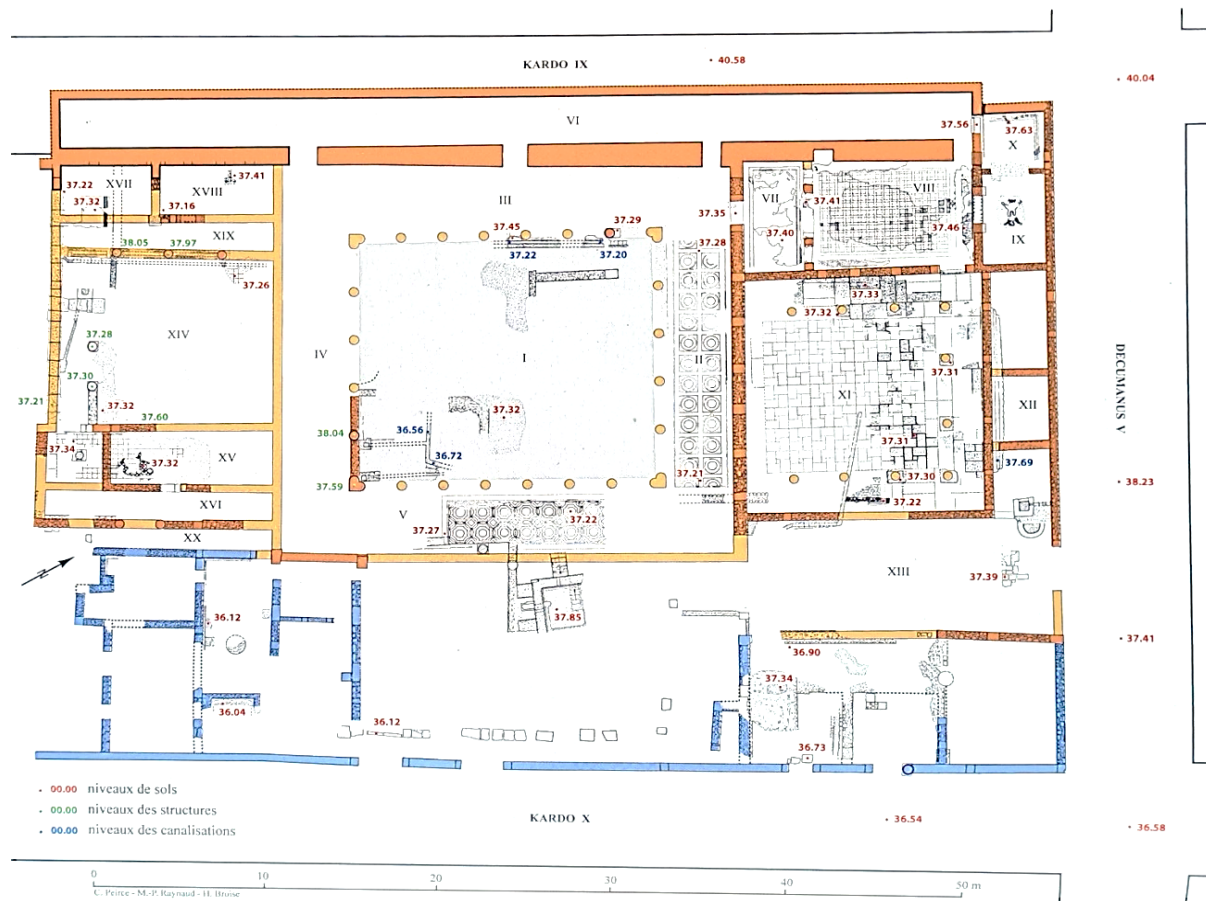 KARDO IX
40.58
40.04
VI
37.56
37.63
X
XVII
37.22
37.32
XVIII
37.41
37.16
III
VII
VIII
37.41
37.35
37.40
37.46
IX
XIX
38.05
37.97
37.45
37.29
37.22
37.20
37.28
37.26
37.33
37.32
37.28
XIV
IV
I
II
37.30
37.31
37.21
37.32
37.60
37.32
XI
XII
DECUMANUS V
38.04
36.56
37.31
37.34
37.32
XV
36.72
37.69
37.59
37.21
37.30
38.23
XVI
V
37.22
37.22
37.27
XX
XIII
37.39
N
36.12
37.85
37.41
36.90
37.34
36.04
36.12
36.73
00.00 niveaux de sols
00.00 niveaux des structures
00.00 niveaux des canalisations
KARDO X
36.54
36.58
0 10 20 30 40 50 m
C. Peirce - M.-P. Raynaud - H. Broise